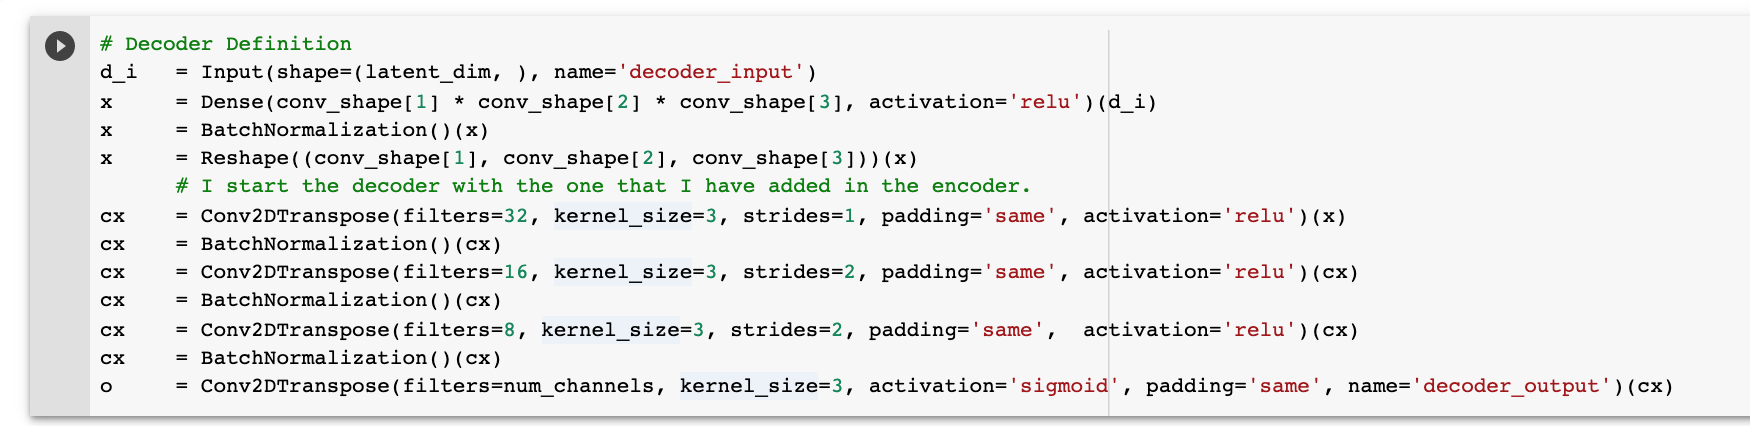 # Decoder Definition
d_i   = Input(shape=(latent_dim, ), name='decoder_input')
x     = Dense(conv_shape[1] * conv_shape[2] * conv_shape[3], activation='relu')(d_i)
x     = BatchNormalization()(x)
x     = Reshape((conv_shape[1], conv_shape[2], conv_shape[3]))(x)
      # I start the decoder with the one that I have added in the encoder.
cx    = Conv2DTranspose(filters=32, kernel_size=3, strides=1, padding='same', activation='relu')(x)
cx    = BatchNormalization()(cx)
cx    = Conv2DTranspose(filters=16, kernel_size=3, strides=2, padding='same', activation='relu')(cx)
cx    = BatchNormalization()(cx)
cx    = Conv2DTranspose(filters=8, kernel_size=3, strides=2, padding='same',  activation='relu')(cx)
cx    = BatchNormalization()(cx)
o     = Conv2DTranspose(filters=num_channels, kernel_size=3, activation='sigmoid', padding='same', name='decoder_output')(cx)